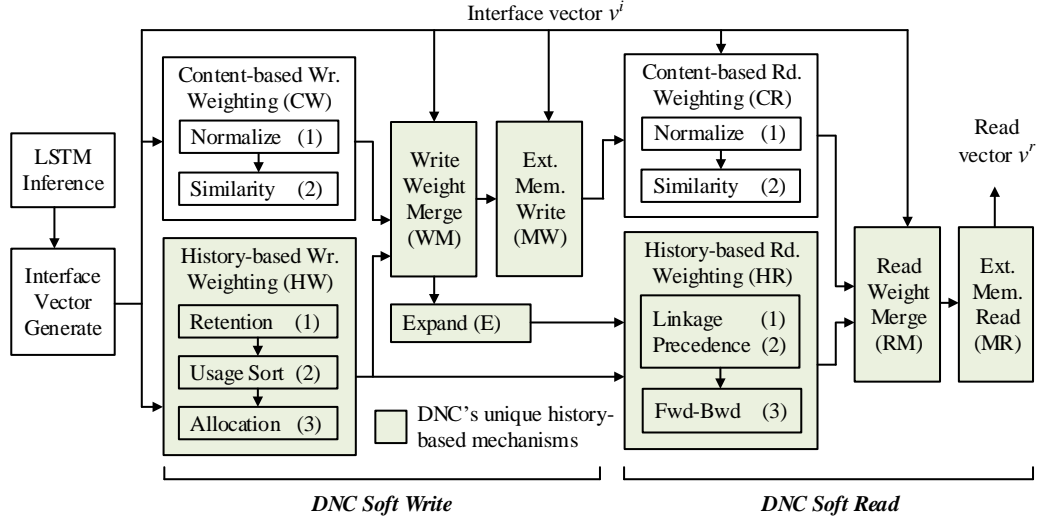 Interface vector vⁱ
LSTM
Inference
Interface
Vector
Generate
Content-based Wr.
Weighting (CW)
Normalize (1)
Similarity (2)
History-based Wr.
Weighting (HW)
Retention (1)
Usage Sort (2)
Allocation (3)
Write
Weight
Merge
(WM)
Ext.
Mem.
Write
(MW)
Expand (E)
DNC's unique history-
based mechanisms
Content-based Rd.
Weighting (CR)
Normalize (1)
Similarity (2)
History-based Rd.
Weighting (HR)
Linkage (1)
Precedence (2)
Fwd-Bwd (3)
Read
Weight
Merge
(RM)
Read
vector vʳ
Ext.
Mem.
Read
(MR)
DNC Soft Write
DNC Soft Read